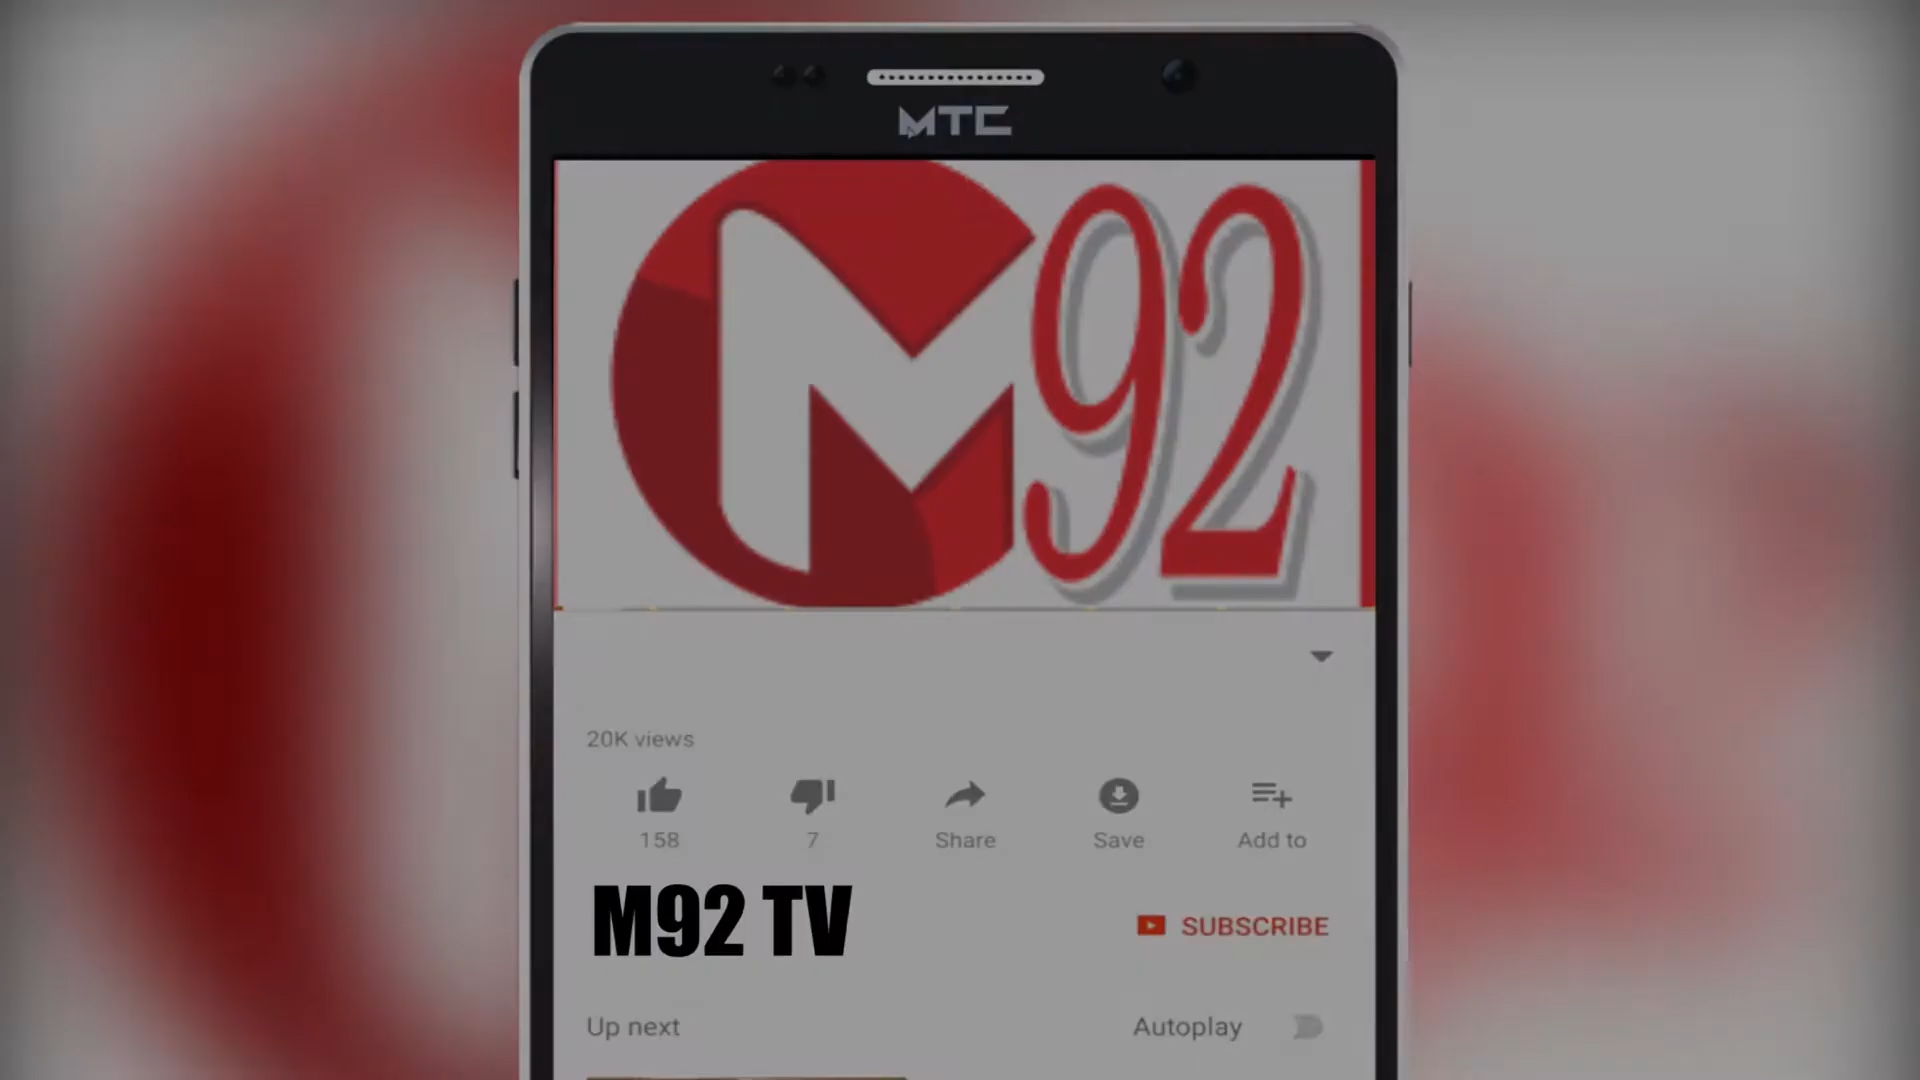 MTC
M92
20K views
158
7
Share
Save
Add to
M92 TV
SUBSCRIBE
Up next
Autoplay